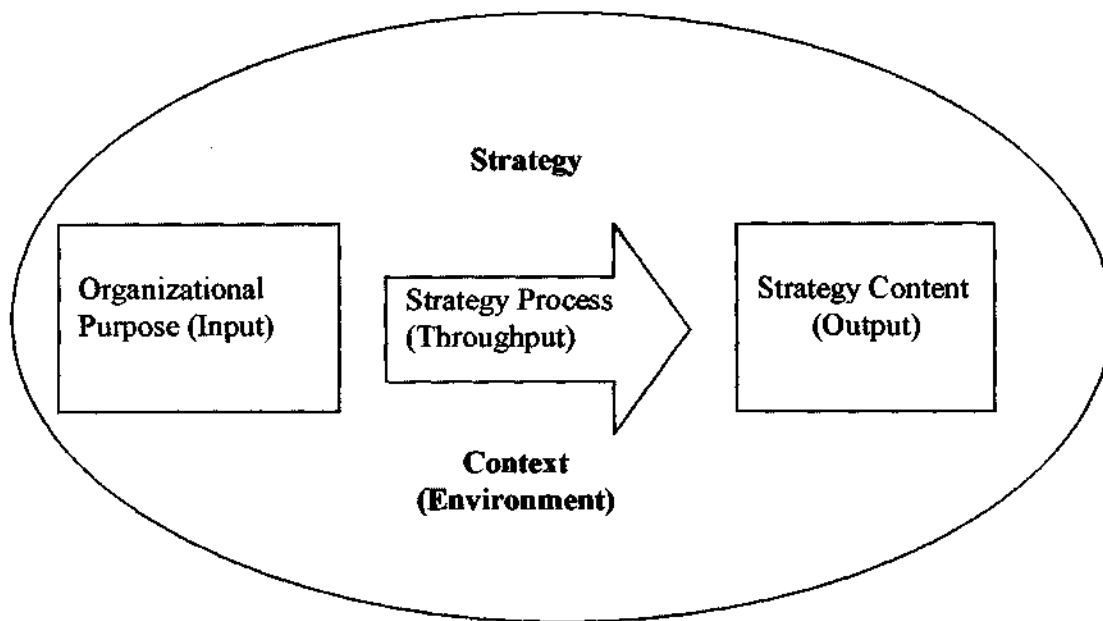 Strategy
Organizational
Purpose (Input)
Strategy Process
(Throughput)
Strategy Content
(Output)
Context
(Environment)